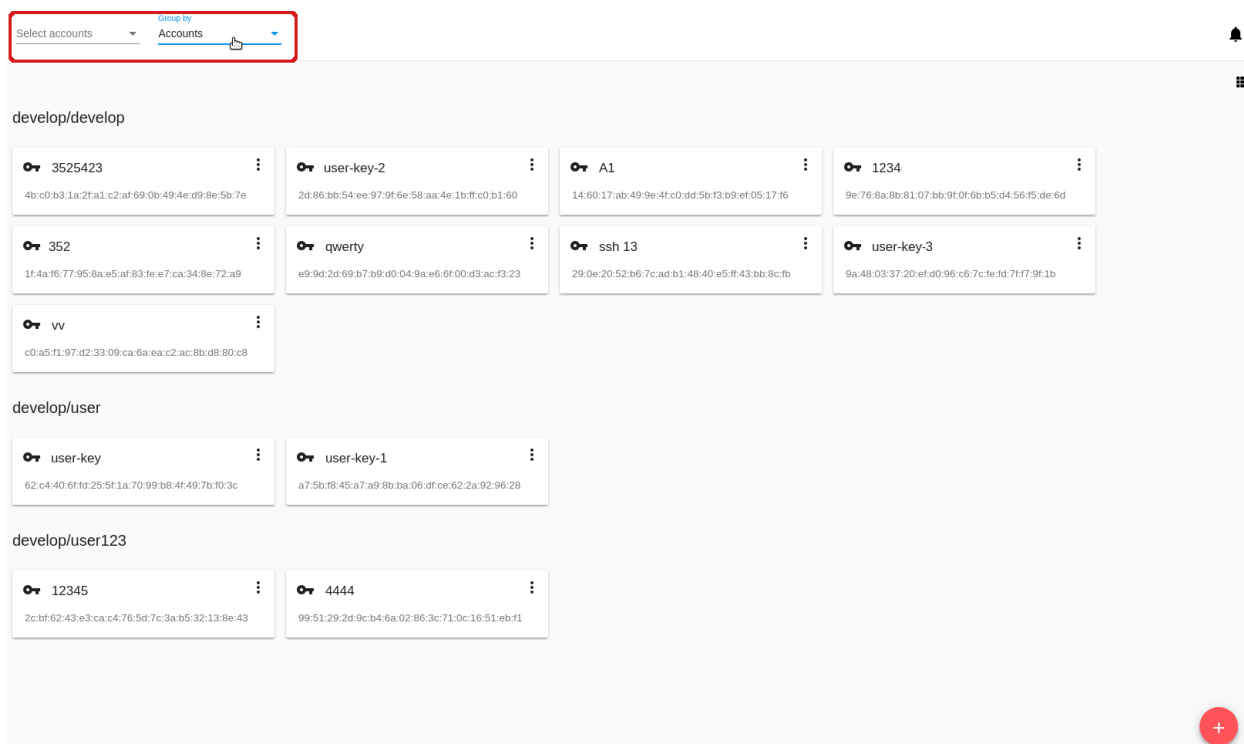 Group by
Select accounts Accounts
develop/develop
3525423 user-key-2 A1 1234
4b:c0:b3:1a:2f:a1:c2:af:69:0b:49:4e:d9:8e:5b:7e 2d:86:bb:54:ee:97:9f:6e:58:aa:4e:1b:ff:c0:b1:60 14:60:17:ab:49:9e:4f:c0:dd:5b:f3:b9:ef:05:17:f6 9e:76:8a:8b:81:07:bb:9f:0f:6b:b5:d4:56:f5:de:6d
352 qwerty ssh 13 user-key-3
1f:4a:f6:77:95:8a:e5:af:83:fe:e7:ca:34:8e:72:a9 e9:9d:2d:69:b7:b9:d0:04:9a:e6:6f:00:d3:ac:f3:23 29:0e:20:52:b6:7c:ad:b1:48:40:e5:ff:43:bb:8c:fb 9a:48:03:37:20:ef:d0:96:c6:7c:fe:fd:7f:f7:9f:1b
vv
c0:a5:f1:97:d2:33:09:ca:6a:ea:c2:ac:8b:d8:80:c8
develop/user
user-key user-key-1
62:c4:40:6f:fd:25:5f:1a:70:99:b8:4f:49:7b:f0:3c a7:5b:f8:45:a7:a9:8b:ba:06:df:ce:62:2a:92:96:28
develop/user123
12345 4444
2c:bf:62:43:e3:ca:c4:76:5d:7c:3a:b5:32:13:8e:43 99:51:29:2d:9c:b4:6a:02:86:3c:71:0c:16:51:eb:f1